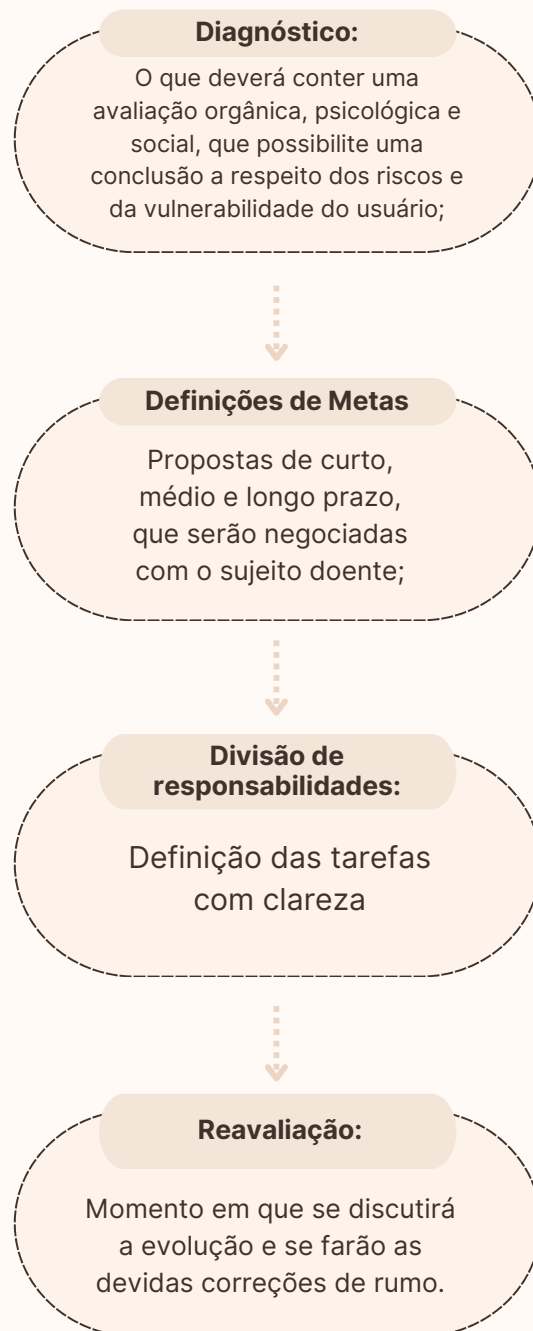 Diagnóstico:
O que deverá conter uma
avaliação orgânica, psicológica e
social, que possibilite uma
conclusão a respeito dos riscos e
da vulnerabilidade do usuário;
Definições de Metas
Propostas de curto,
médio e longo prazo,
que serão negociadas
com o sujeito doente;
Divisão de
responsabilidades:
Definição das tarefas
com clareza
Reavaliação:
Momento em que se discutirá
a evolução e se farão as
devidas correções de rumo.